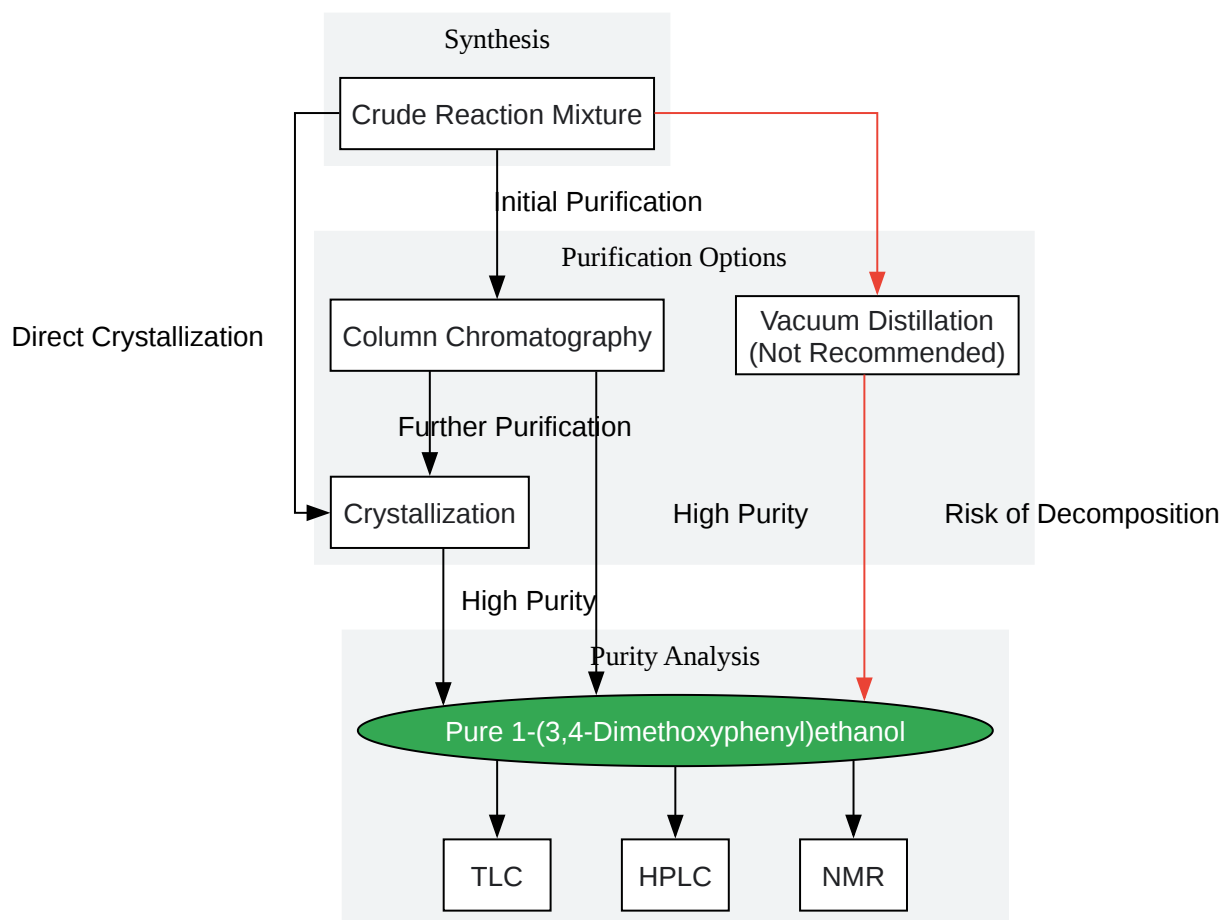 Synthesis
Crude Reaction Mixture
Initial Purification
Purification Options
Direct Crystallization
Column Chromatography
Vacuum Distillation
(Not Recommended)
Further Purification
Crystallization
High Purity
Risk of Decomposition
High Purity
Purity Analysis
Pure 1-(3,4-Dimethoxyphenyl)ethanol
TLC
HPLC
NMR